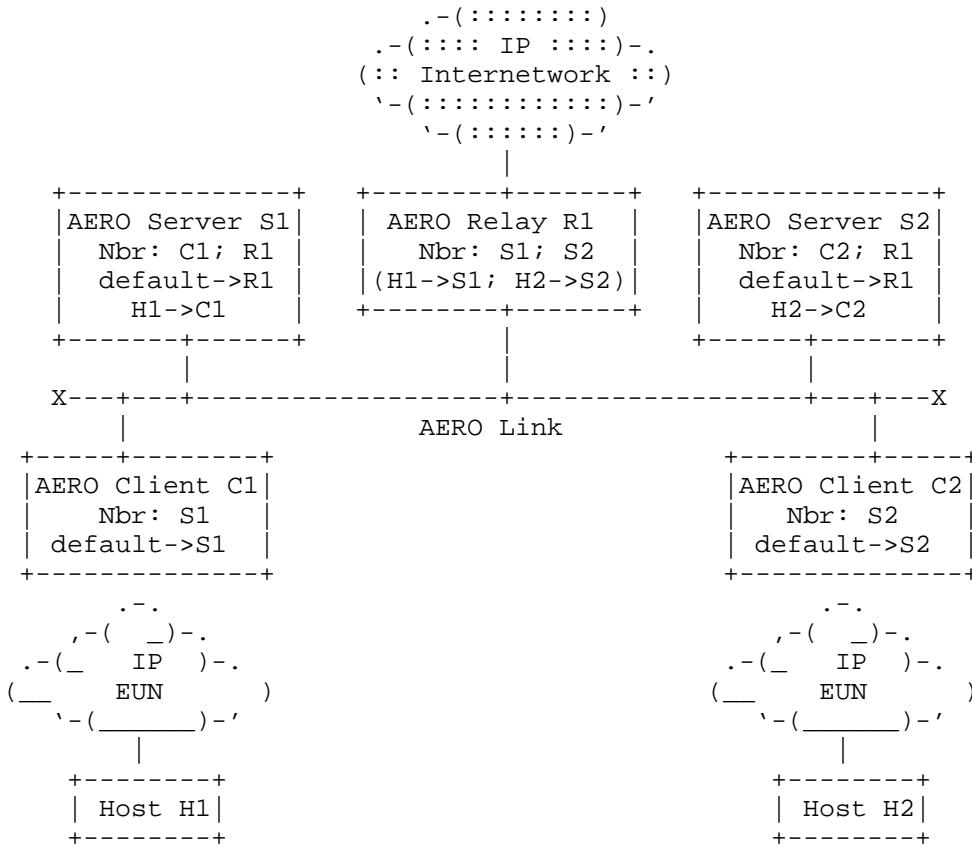 IP
Internetwork
AERO Server S1
Nbr: C1; R1
default->R1
H1->C1
AERO Relay R1
Nbr: S1; S2
(H1->S1; H2->S2)
AERO Server S2
Nbr: C2; R1
default->R1
H2->C2
X X
AERO Link
AERO Client C1
Nbr: S1
default->S1
AERO Client C2
Nbr: S2
default->S2
IP
EUN
IP
EUN
Host H1
Host H2